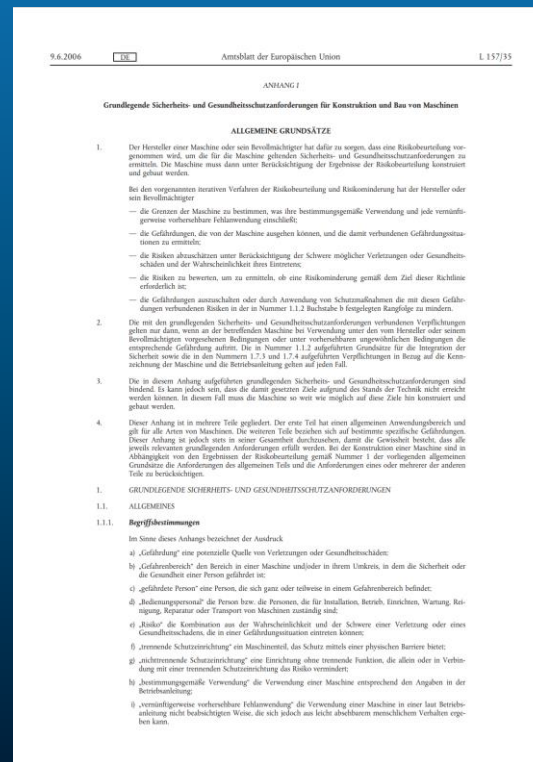 9.6.2006 DE Amtsblatt der Europäischen Union L 157/35
ANHANG I
Grundlegende Sicherheits- und Gesundheitsschutzanforderungen für Konstruktion und Bau von Maschinen
ALLGEMEINE GRUNDSÄTZE
1. Der Hersteller einer Maschine oder sein Bevollmächtigter hat dafür zu sorgen, dass eine Risikobeurteilung vor-
genommen wird, um die für die Maschine geltenden Sicherheits- und Gesundheitsschutzanforderungen zu
ermitteln. Die Maschine muss dann unter Berücksichtigung der Ergebnisse der Risikobeurteilung konstruiert
und gebaut werden.
Bei den vorgenannten iterativen Verfahren der Risikobeurteilung und Risikominderung hat der Hersteller oder
sein Bevollmächtigter
— die Grenzen der Maschine zu bestimmen, was ihre bestimmungsgemäße Verwendung und jede vernünfti-
gerweise vorhersehbare Fehlanwendung einschließt;
— die Gefährdungen, die von der Maschine ausgehen können, und die damit verbundenen Gefährdungssitua-
tionen zu ermitteln;
— die Risiken abzuschätzen unter Berücksichtigung der Schwere möglicher Verletzungen oder Gesundheits-
schäden und der Wahrscheinlichkeit ihres Eintretens;
— die Risiken zu bewerten, um zu ermitteln, ob eine Risikominderung gemäß dem Ziel dieser Richtlinie
erforderlich ist;
— die Gefährdungen auszuschalten oder durch Anwendung von Schutzmaßnahmen die mit diesen Gefähr-
dungen verbundenen Risiken in der in Nummer 1.1.2 Buchstabe b festgelegten Rangfolge zu mindern.
2. Die mit den grundlegenden Sicherheits- und Gesundheitsschutzanforderungen verbundenen Verpflichtungen
gelten nur dann, wenn an der betreffenden Maschine bei Verwendung unter den vom Hersteller oder seinem
Bevollmächtigten vorgesehenen Bedingungen oder unter vorhersehbaren ungewöhnlichen Bedingungen die
entsprechende Gefährdung auftritt. Die in Nummer 1.1.2 aufgeführten Grundsätze für die Integration der
Sicherheit sowie die in den Nummern 1.7.3 und 1.7.4 aufgeführten Verpflichtungen in Bezug auf die Kenn-
zeichnung der Maschine und die Betriebsanleitung gelten auf jeden Fall.
3. Die in diesem Anhang aufgeführten grundlegenden Sicherheits- und Gesundheitsschutzanforderungen sind
bindend. Es kann jedoch sein, dass die damit gesetzten Ziele aufgrund des Stands der Technik nicht erreicht
werden können. In diesem Fall muss die Maschine so weit wie möglich auf diese Ziele hin konstruiert und
gebaut werden.
4. Dieser Anhang ist in mehrere Teile gegliedert. Der erste Teil hat einen allgemeinen Anwendungsbereich und
gilt für alle Arten von Maschinen. Die weiteren Teile beziehen sich auf bestimmte spezifische Gefährdungen.
Dieser Anhang ist jedoch stets in seiner Gesamtheit durchzusehen, damit die Gewissheit besteht, dass alle
jeweils relevanten grundlegenden Anforderungen erfüllt werden. Bei der Konstruktion einer Maschine sind in
Abhängigkeit von den Ergebnissen der Risikobeurteilung gemäß Nummer 1 der vorliegenden allgemeinen
Grundsätze die Anforderungen des allgemeinen Teils und die Anforderungen eines oder mehrerer der anderen
Teile zu berücksichtigen.
1. GRUNDLEGENDE SICHERHEITS- UND GESUNDHEITSSCHUTZANFORDERUNGEN
1.1. ALLGEMEINES
1.1.1. Begriffsbestimmungen
Im Sinne dieses Anhangs bezeichnet der Ausdruck
a) „Gefährdung“ eine potenzielle Quelle von Verletzungen oder Gesundheitsschäden;
b) „Gefahrenbereich“ den Bereich in einer Maschine und/oder in ihrem Umkreis, in dem die Sicherheit oder
die Gesundheit einer Person gefährdet ist;
c) „gefährdete Person“ eine Person, die sich ganz oder teilweise in einem Gefahrenbereich befindet;
d) „Bedienungspersonal“ die Person bzw. die Personen, die für Installation, Betrieb, Einrichten, Wartung, Rei-
nigung, Reparatur oder Transport von Maschinen zuständig sind;
e) „Risiko“ die Kombination aus der Wahrscheinlichkeit und der Schwere einer Verletzung oder eines
Gesundheitsschadens, die in einer Gefährdungssituation eintreten können;
f) „trennende Schutzeinrichtung“ ein Maschinenteil, das Schutz mittels einer physischen Barriere bietet;
g) „nichttrennende Schutzeinrichtung“ eine Einrichtung ohne trennende Funktion, die allein oder in Verbin-
dung mit einer trennenden Schutzeinrichtung das Risiko vermindert;
h) „bestimmungsgemäße Verwendung“ die Verwendung einer Maschine entsprechend den Angaben in der
Betriebsanleitung;
i) „vernünftigerweise vorhersehbare Fehlanwendung“ die Verwendung einer Maschine in einer laut Betriebs-
anleitung nicht beabsichtigten Weise, die sich jedoch aus leicht absehbarem menschlichem Verhalten erge-
ben kann.